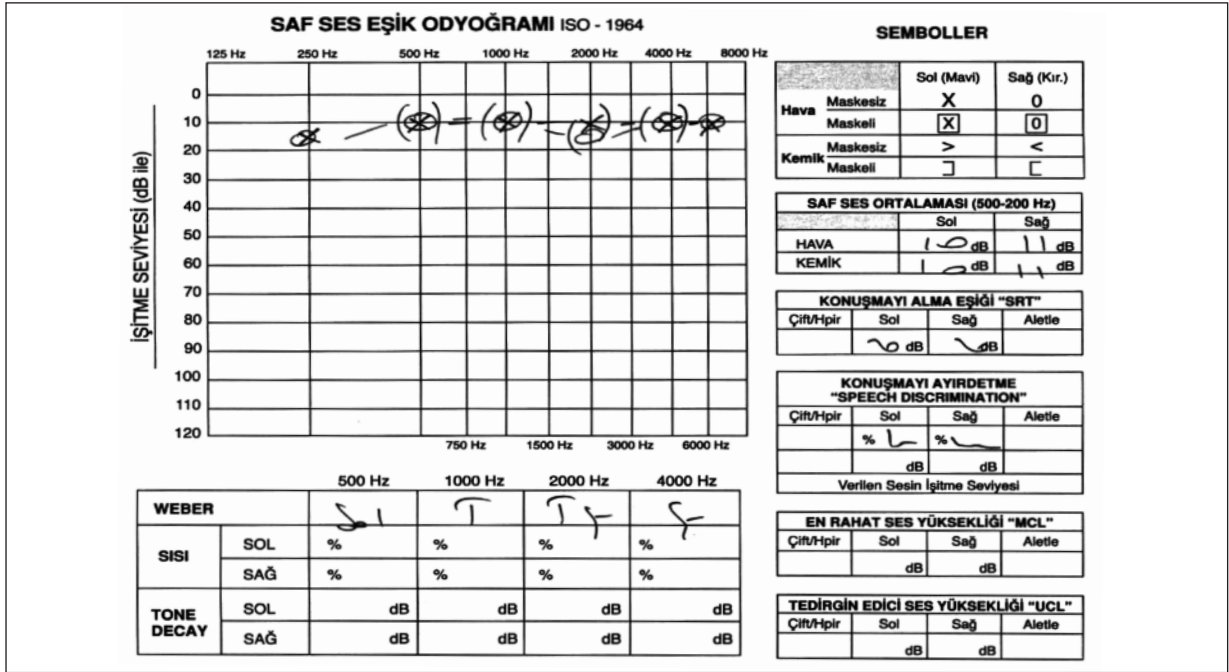 SAF SES EŞİK ODYOĞRAMI ISO - 1964
125 Hz 250 Hz 500 Hz 1000 Hz 2000 Hz 4000 Hz 8000 Hz
İŞİTME SEVİYESİ (dB ile)
0
10
20
30
40
50
60
70
80
90
100
110
120
750 Hz 1500 Hz 3000 Hz 6000 Hz
500 Hz 1000 Hz 2000 Hz 4000 Hz
WEBER Sol
SISI SOL % % % %
SAĞ % % % %
TONE DECAY SOL dB dB dB dB
SAĞ dB dB dB dB
SEMBOLLER
Sol (Mavi) Sağ (Kır.)
Hava Maskesiz X 0
Maskeli X 0
Kemik Maskesiz > <
Maskeli ] [
SAF SES ORTALAMASI (500-200 Hz)
Sol Sağ
HAVA 10 dB 11 dB
KEMİK 10 dB 11 dB
KONUŞMAYI ALMA EŞİĞİ "SRT"
Çift/Hpir Sol Sağ Aletle
dB dB
KONUŞMAYI AYIRDETME
"SPEECH DISCRIMINATION"
Çift/Hpir Sol Sağ Aletle
% %
dB dB
Verilen Sesin İşitme Seviyesi
EN RAHAT SES YÜKSEKLİĞİ "MCL"
Çift/Hpir Sol Sağ Aletle
dB dB
TEDİRGİN EDİCİ SES YÜKSEKLİĞİ "UCL"
Çift/Hpir Sol Sağ Aletle
dB dB